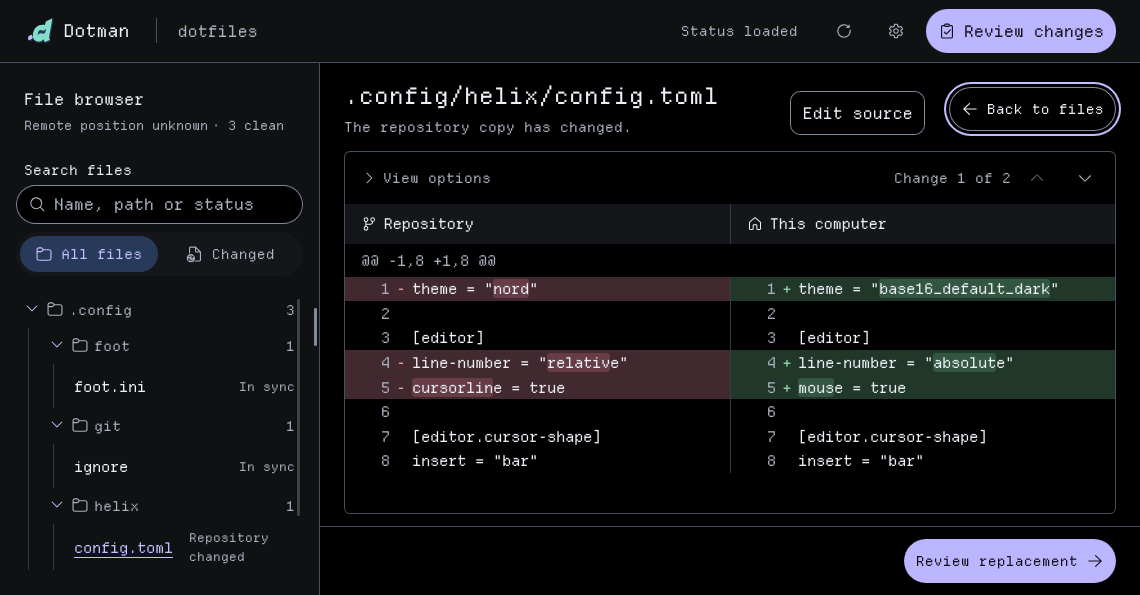 Dotman
dotfiles
Status loaded
Review changes
File browser
Remote position unknown · 3 clean
Search files
Name, path or status
All files
Changed
.config 3
foot 1
foot.ini In sync
git 1
ignore In sync
helix 1
config.toml Repository changed
.config/helix/config.toml
The repository copy has changed.
Edit source
Back to files
View options
Change 1 of 2
Repository
This computer
@@ -1,8 +1,8 @@
1 - theme = "nord"
2
3 [editor]
4 - line-number = "relative"
5 - cursorline = true
6
7 [editor.cursor-shape]
8 insert = "bar"
1 + theme = "base16_default_dark"
2
3 [editor]
4 + line-number = "absolute"
5 + mouse = true
6
7 [editor.cursor-shape]
8 insert = "bar"
Review replacement